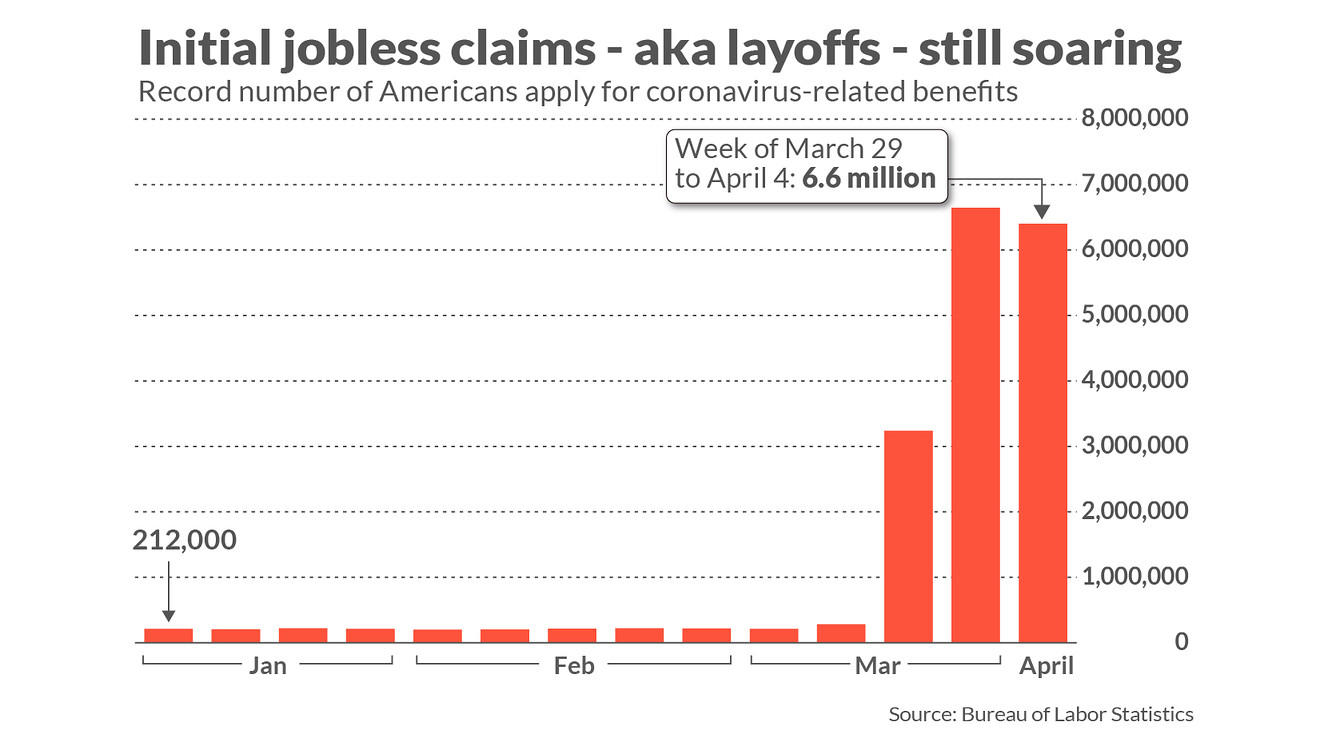 Initial jobless claims - aka layoffs - still soaring
Record number of Americans apply for coronavirus-related benefits
8,000,000
Week of March 29
to April 4: 6.6 million
7,000,000
6,000,000
5,000,000
4,000,000
3,000,000
2,000,000
212,000
1,000,000
0
Jan Feb Mar April
Source: Bureau of Labor Statistics